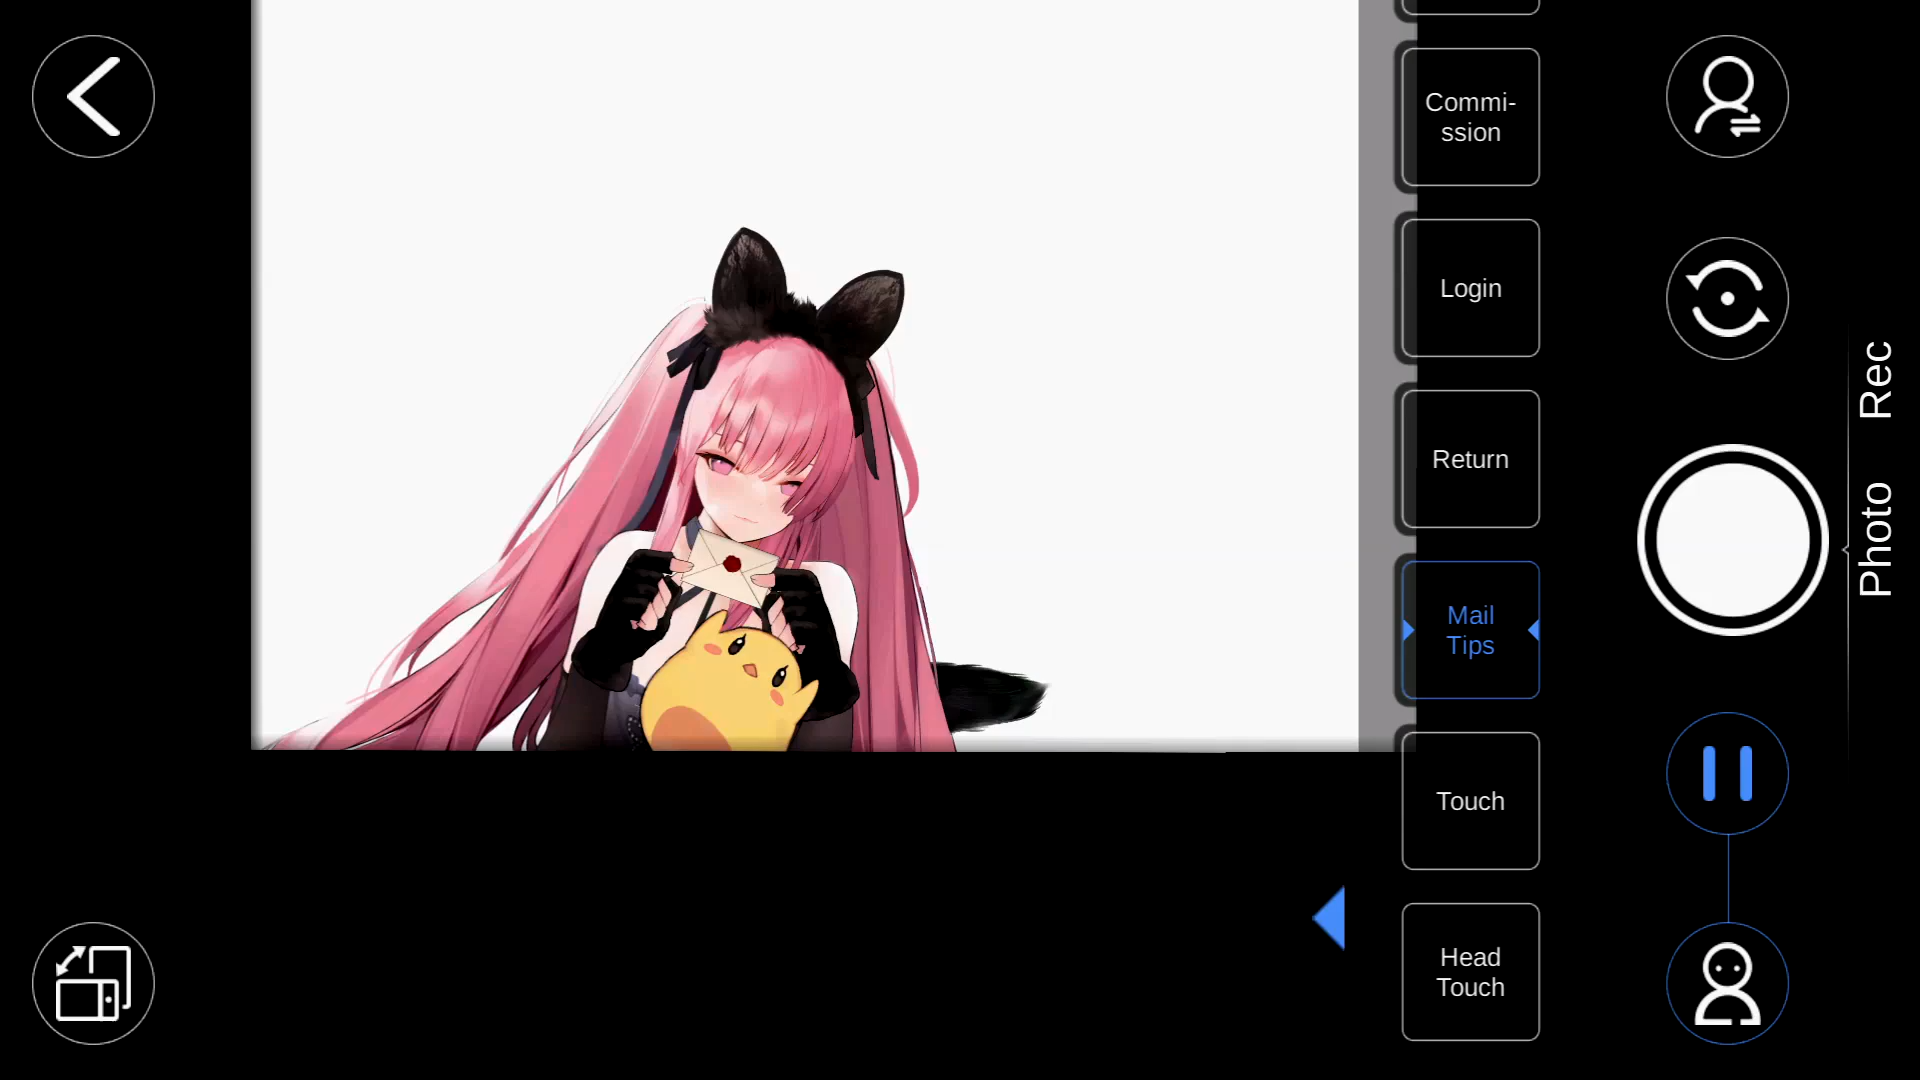 Commi-
ssion
Login
Return
Mail
Tips
Touch
Head
Touch
Rec
Photo